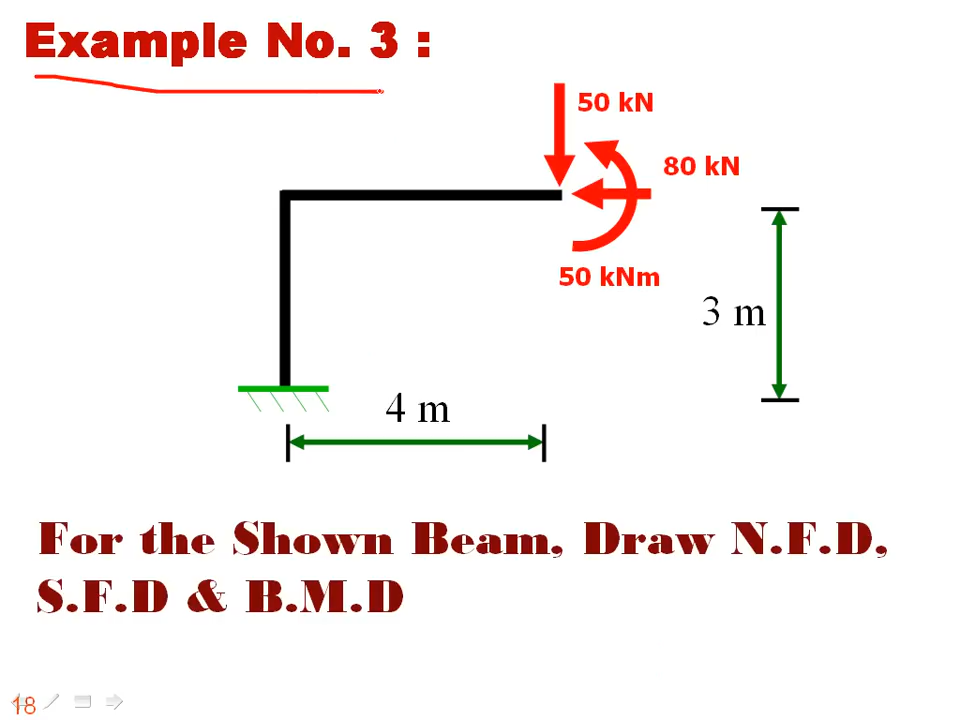 Example No. 3 :
50 kN
80 kN
50 kNm
3 m
4 m
For the Shown Beam, Draw N.F.D,
S.F.D & B.M.D
18